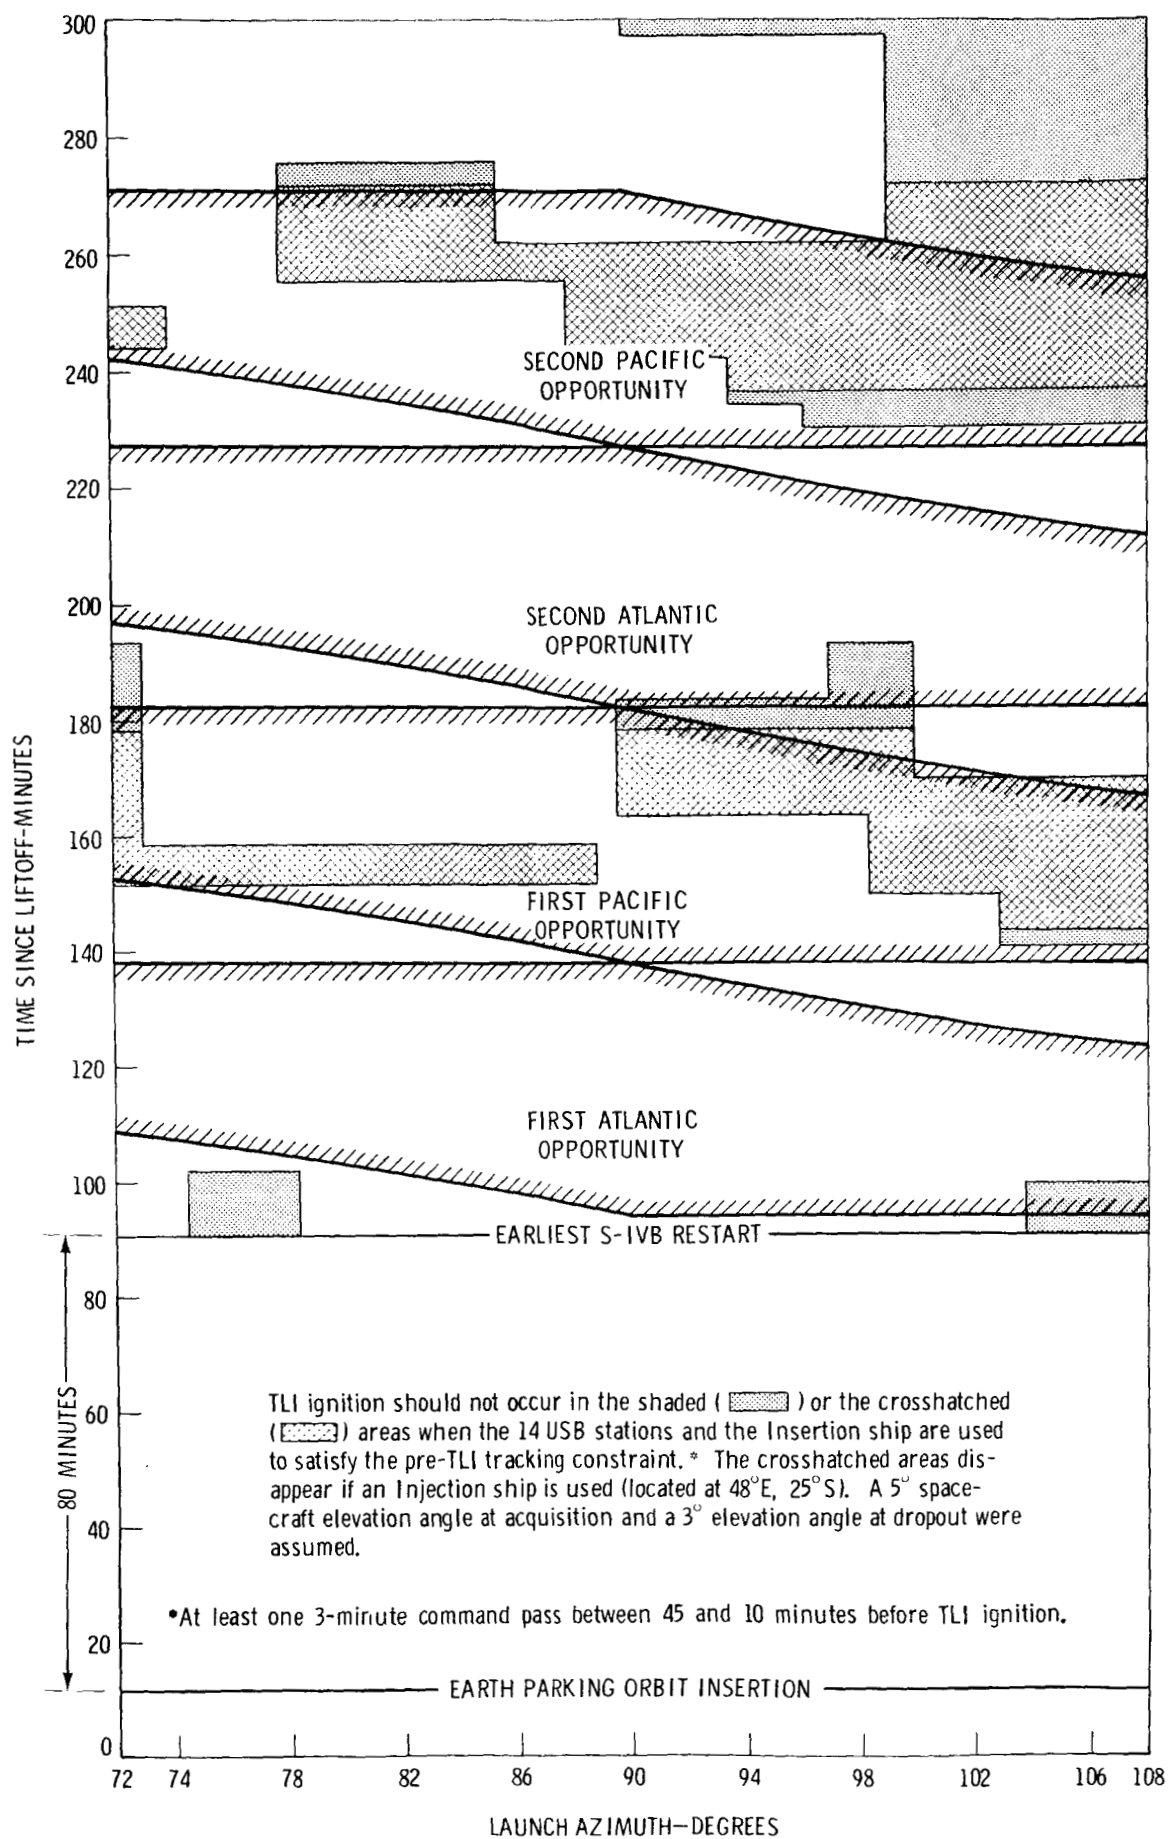 300
280
260
240
220
200
180
160
140
120
100
80
60
40
20
0
TIME SINCE LIFTOFF-MINUTES
80 MINUTES
SECOND PACIFIC
OPPORTUNITY
SECOND ATLANTIC
OPPORTUNITY
FIRST PACIFIC
OPPORTUNITY
FIRST ATLANTIC
OPPORTUNITY
EARLIEST S-IVB RESTART
TLI ignition should not occur in the shaded ( ) or the crosshatched
( ) areas when the 14 USB stations and the Insertion ship are used
to satisfy the pre-TLI tracking constraint.* The crosshatched areas dis-
appear if an Injection ship is used (located at 48°E, 25°S). A 5° space-
craft elevation angle at acquisition and a 3° elevation angle at dropout were
assumed.
*At least one 3-minute command pass between 45 and 10 minutes before TLI ignition.
EARTH PARKING ORBIT INSERTION
72 74 78 82 86 90 94 98 102 106 108
LAUNCH AZIMUTH—DEGREES